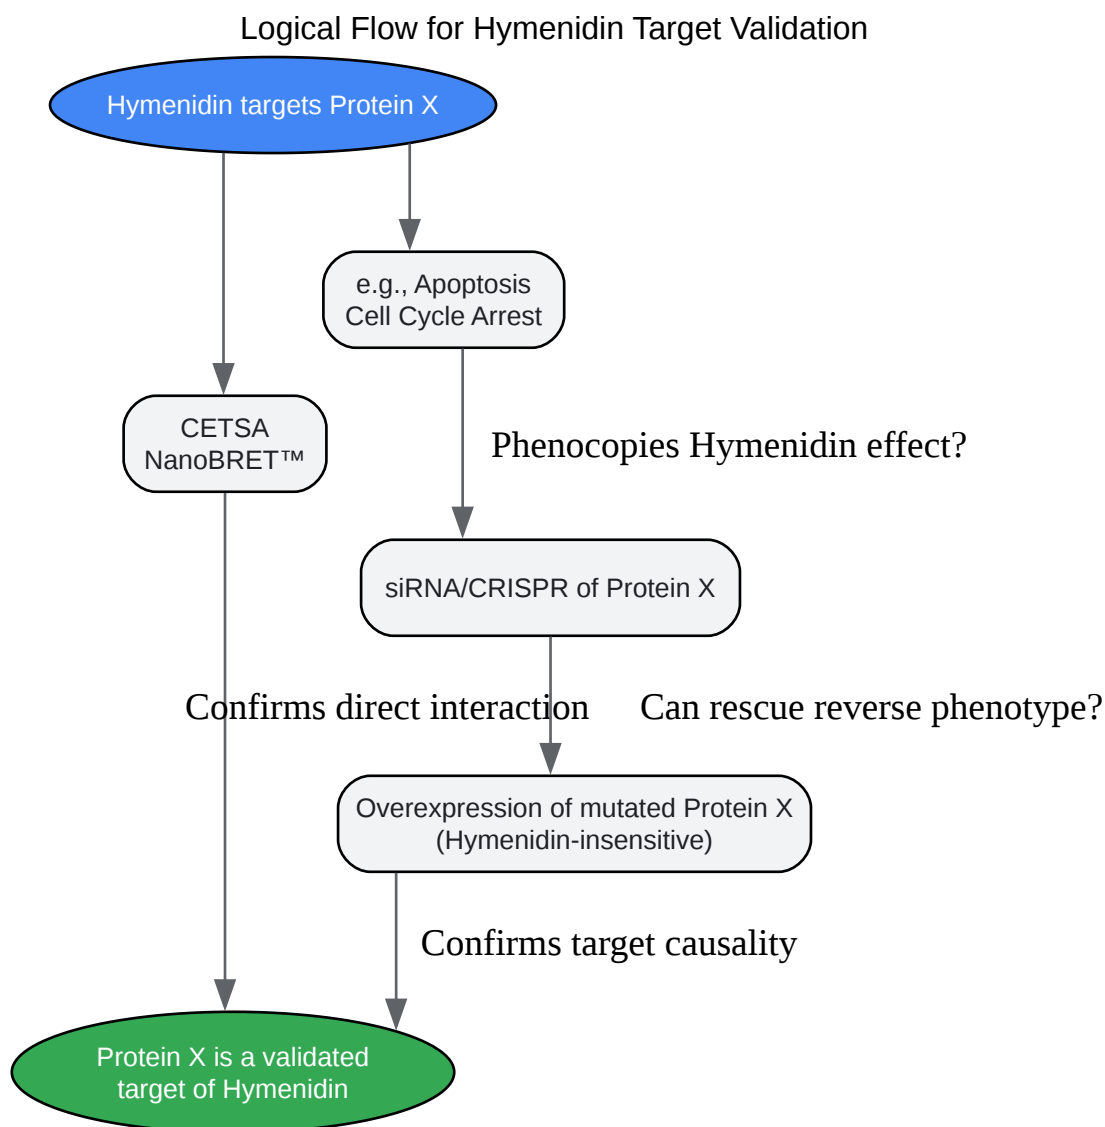 Logical Flow for Hymenidin Target Validation
Hymenidin targets Protein X
e.g., Apoptosis
Cell Cycle Arrest
CETSA
NanoBRET™
Phenocopies Hymenidin effect?
siRNA/CRISPR of Protein X
Confirms direct interaction
Can rescue reverse phenotype?
Overexpression of mutated Protein X
(Hymenidin-insensitive)
Confirms target causality
Protein X is a validated
target of Hymenidin